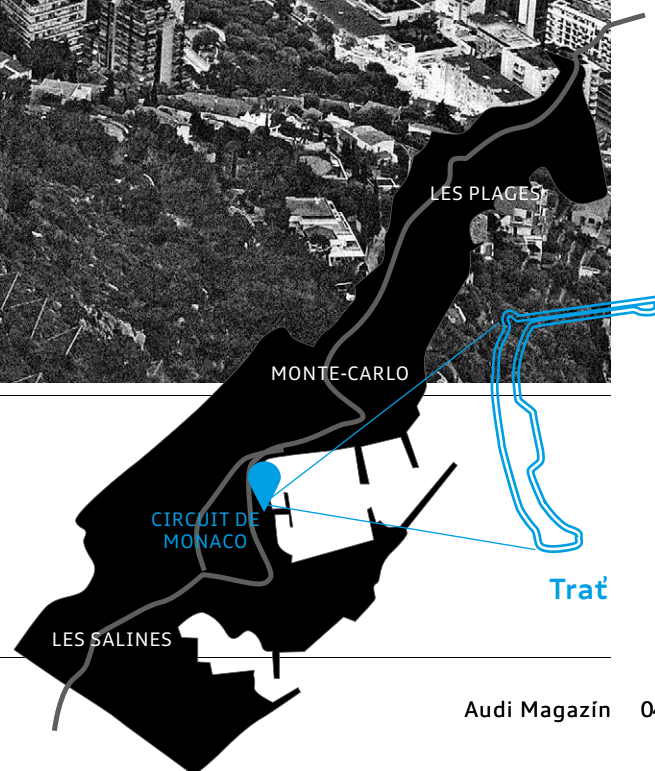 LES PLAGES
MONTE-CARLO
CIRCUIT DE
MONACO
Trať
LES SALINES
Audi Magazín